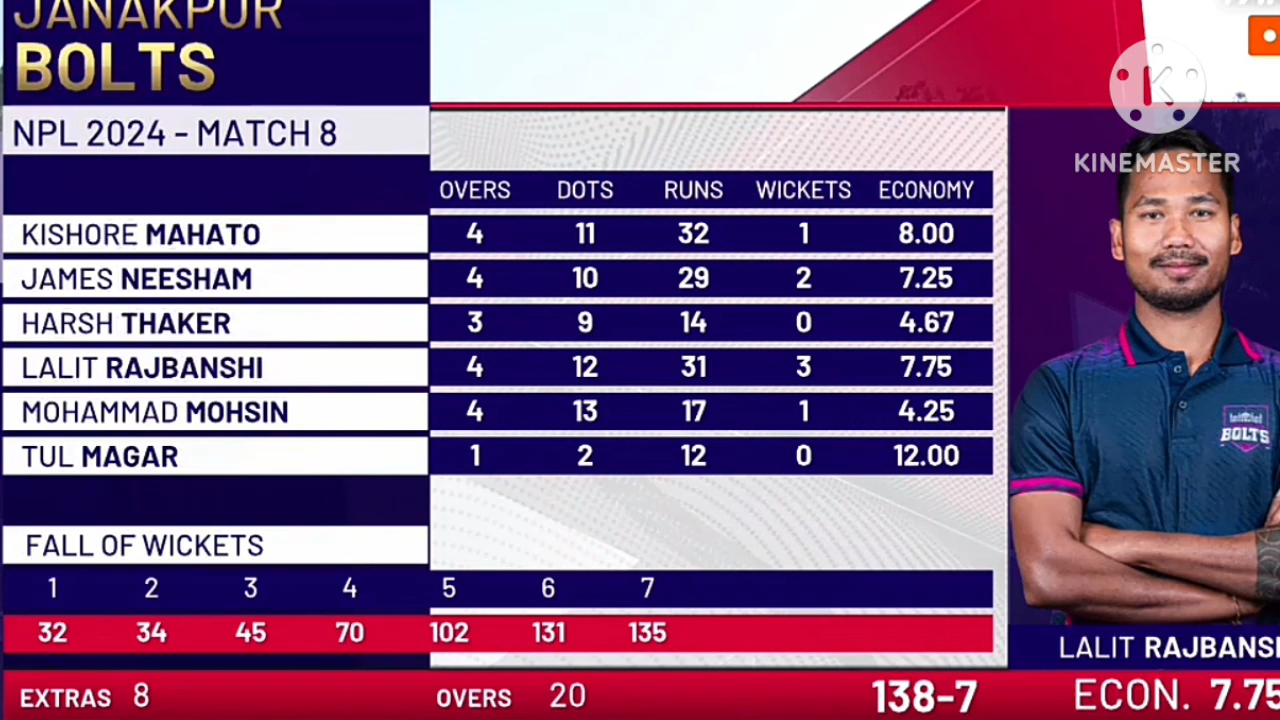 JANAKPUR
BOLTS
NPL 2024 - MATCH 8
KINEMASTER
OVERS DOTS RUNS WICKETS ECONOMY
KISHORE MAHATO 4 11 32 1 8.00
JAMES NEESHAM 4 10 29 2 7.25
HARSH THAKER 3 9 14 0 4.67
LALIT RAJBANSHI 4 12 31 3 7.75
MOHAMMAD MOHSIN 4 13 17 1 4.25
BOLTS
TUL MAGAR 1 2 12 0 12.00
FALL OF WICKETS
1 2 3 4 5 6 7
32 34 45 70 102 131 135
LALIT RAJBANS
EXTRAS 8 OVERS 20 138-7 ECON. 7.75